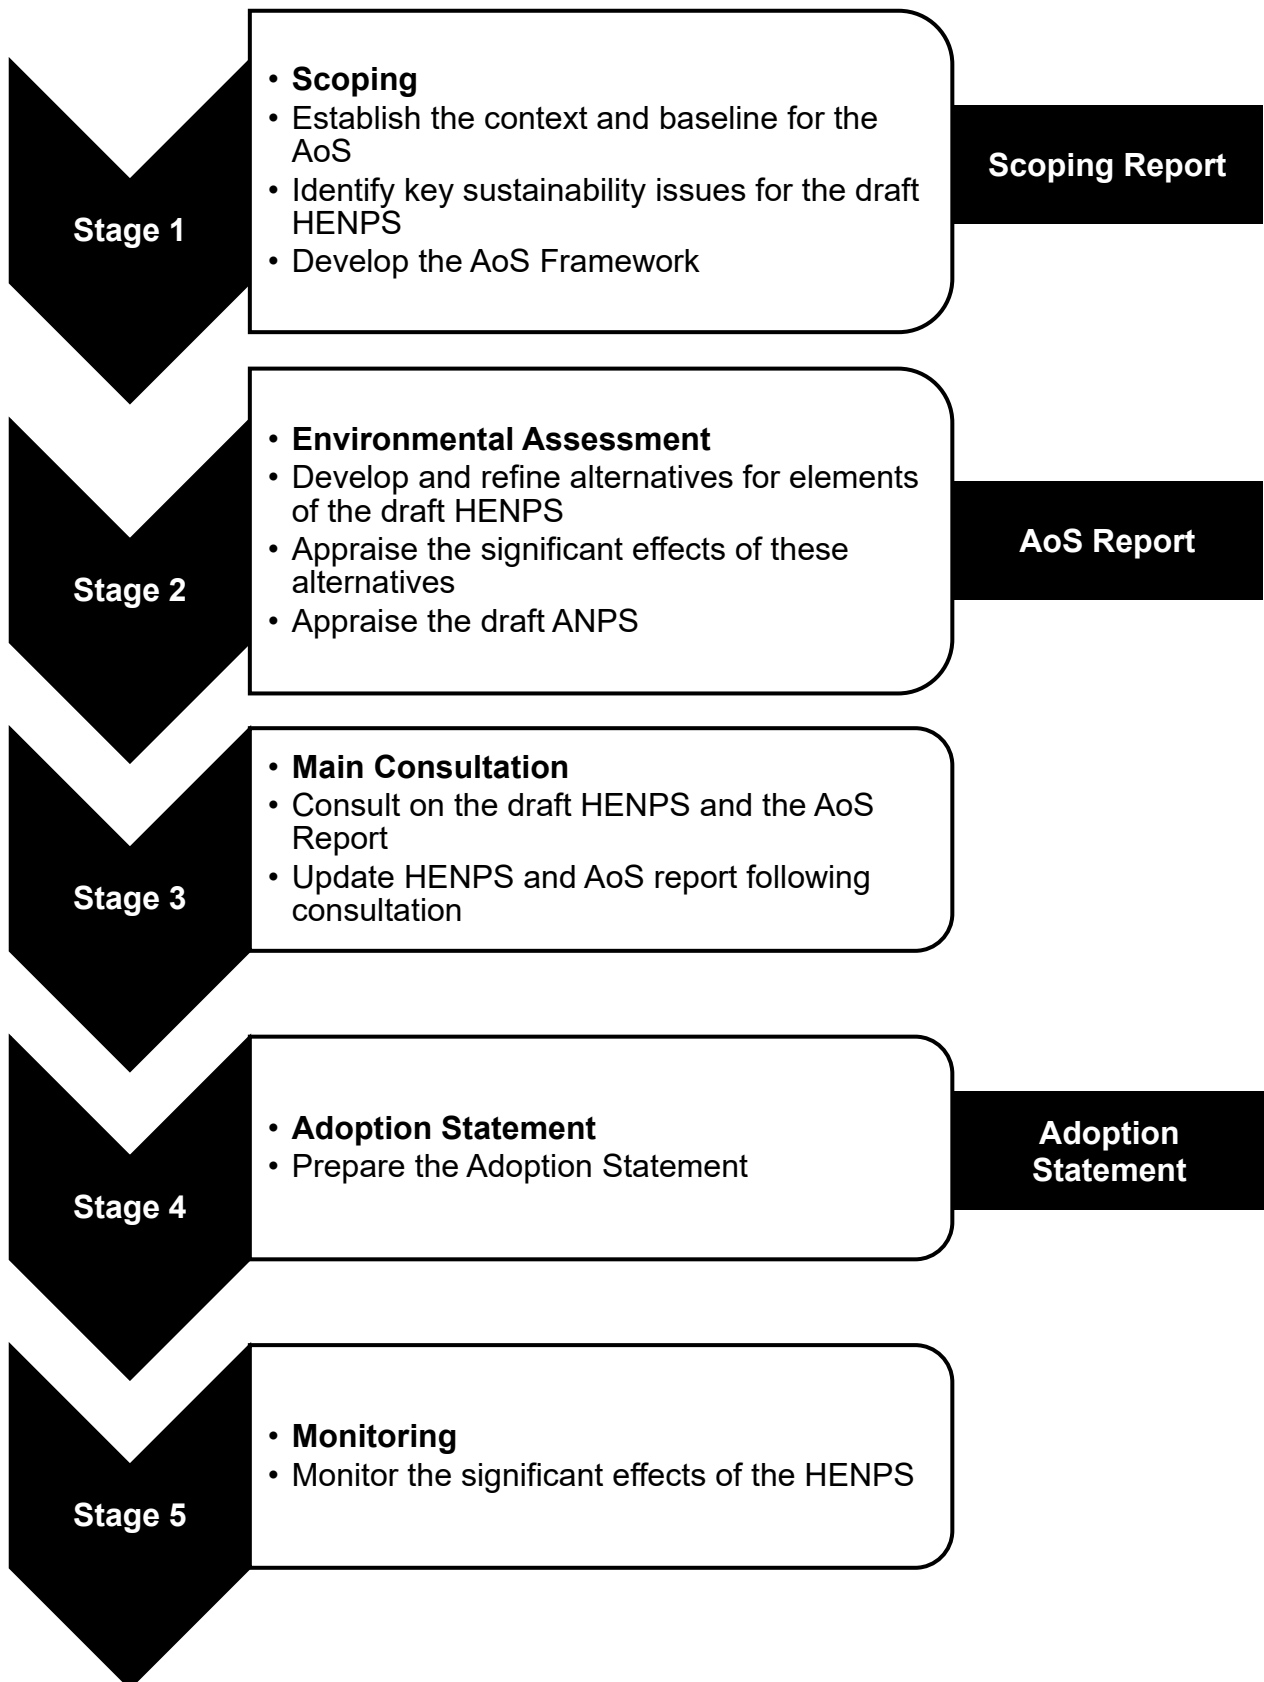 Stage 1
• Scoping
• Establish the context and baseline for the
AoS
• Identify key sustainability issues for the draft
HENPS
• Develop the AoS Framework
Scoping Report
Stage 2
• Environmental Assessment
• Develop and refine alternatives for elements
of the draft HENPS
• Appraise the significant effects of these
alternatives
• Appraise the draft ANPS
AoS Report
Stage 3
• Main Consultation
• Consult on the draft HENPS and the AoS
Report
• Update HENPS and AoS report following
consultation
Stage 4
• Adoption Statement
• Prepare the Adoption Statement
Adoption
Statement
Stage 5
• Monitoring
• Monitor the significant effects of the HENPS